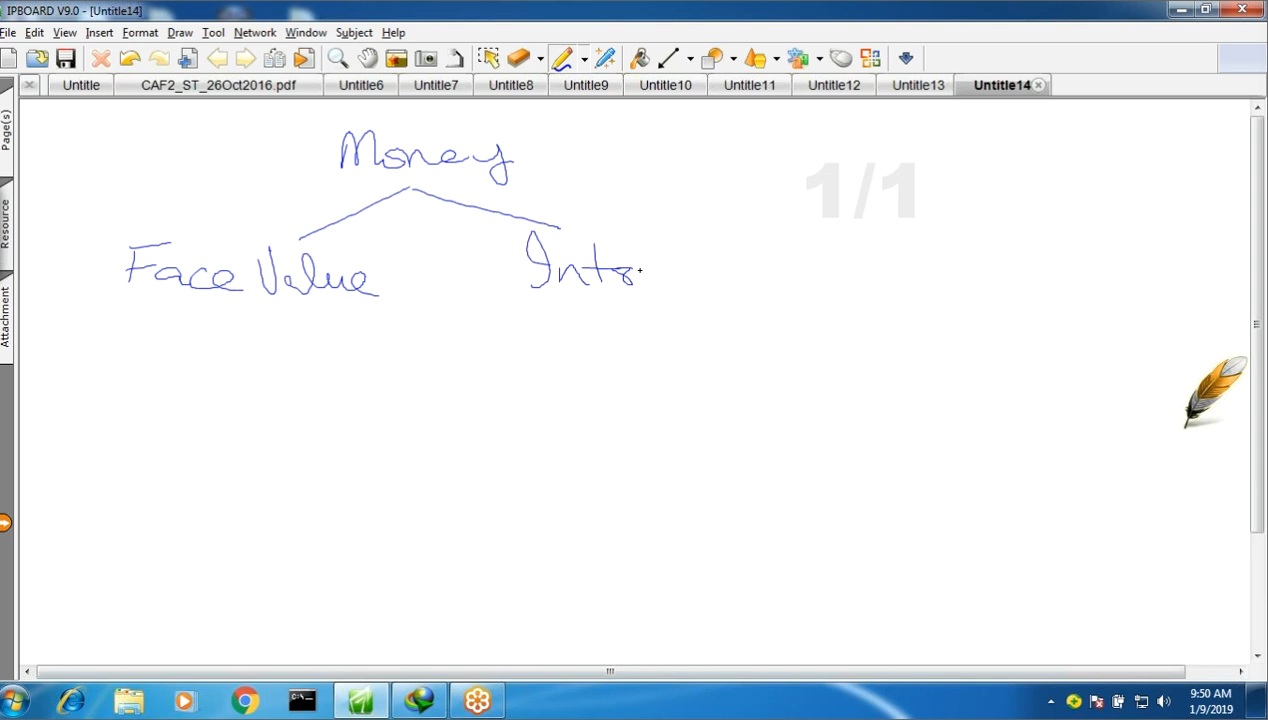 IPBOARD V9.0 - [Untitle14]
File Edit View Insert Format Draw Tool Network Window Subject Help
Untitle CAF2_ST_26Oct2016.pdf Untitle6 Untitle7 Untitle8 Untitle9 Untitle10 Untitle11 Untitle12 Untitle13 Untitle14
Page(s)
Resource
Attachment
Money
1/1
Face Value Intr
9:50 AM
1/9/2019